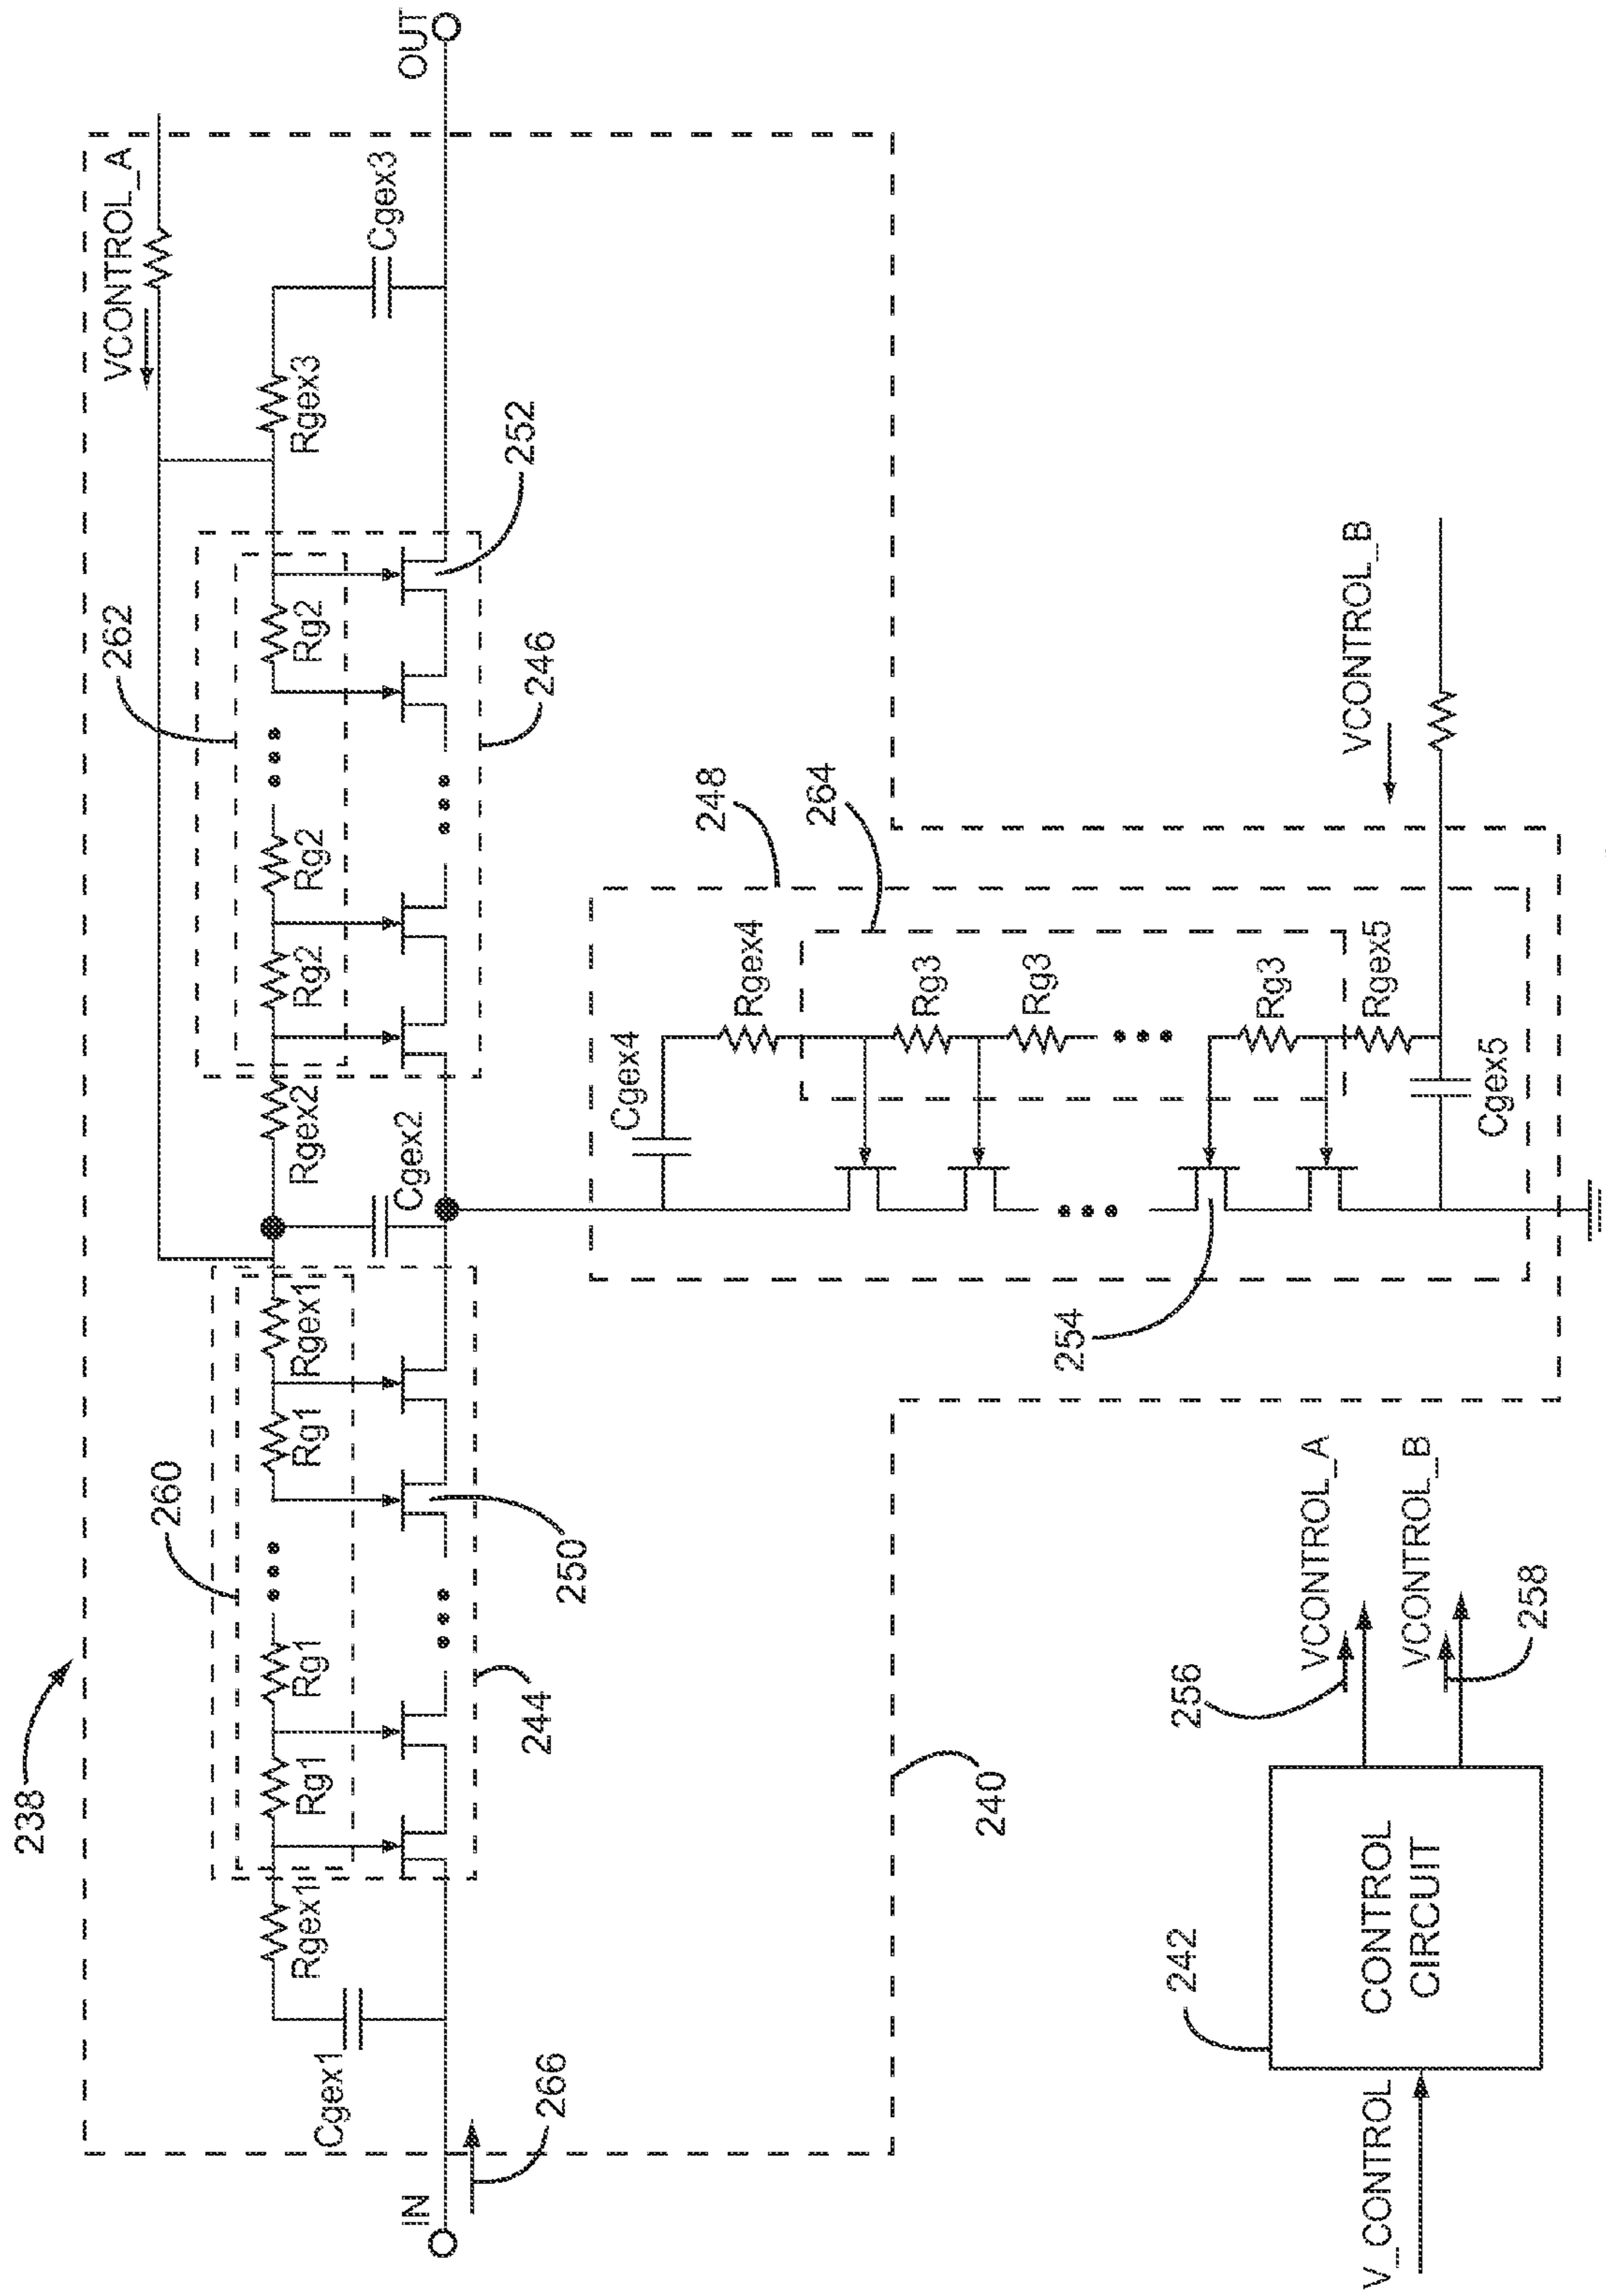 238
260
262
VCONTROL_A
OUT
Cgex1
Rgex1
Rg1
Rg1
Rg1
Rgex1
Rgex2
Cgex2
Rg2
Rg2
Rg2
Rgex3
Cgex3
IN
266
244
250
246
252
240
248
264
Cgex4
Rgex4
Rg3
Rg3
Rg3
Rgex5
Cgex5
254
VCONTROL_B
242
V_CONTROL
CONTROL
CIRCUIT
256
VCONTROL_A
VCONTROL_B
258